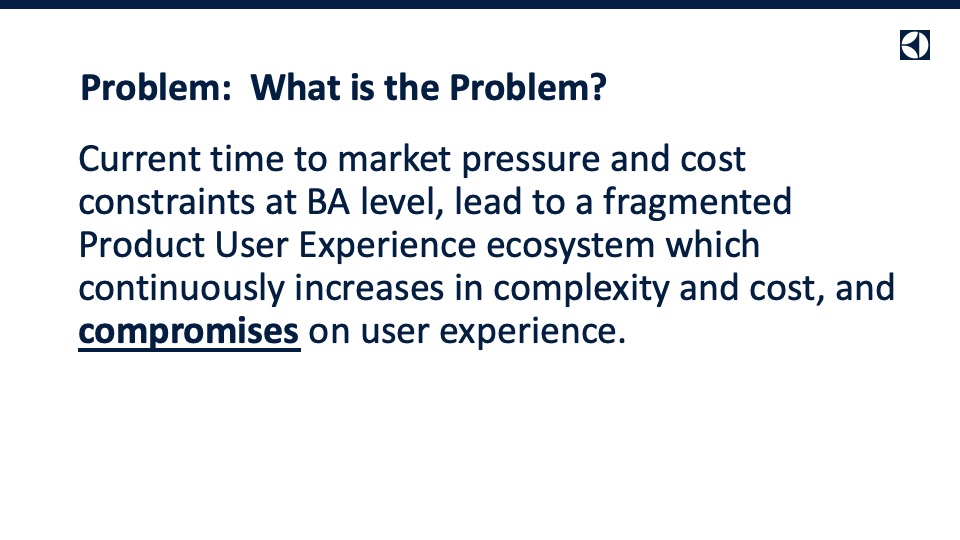 Problem:  What is the Problem?
Current time to market pressure and cost
constraints at BA level, lead to a fragmented
Product User Experience ecosystem which
continuously increases in complexity and cost, and
compromises on user experience.